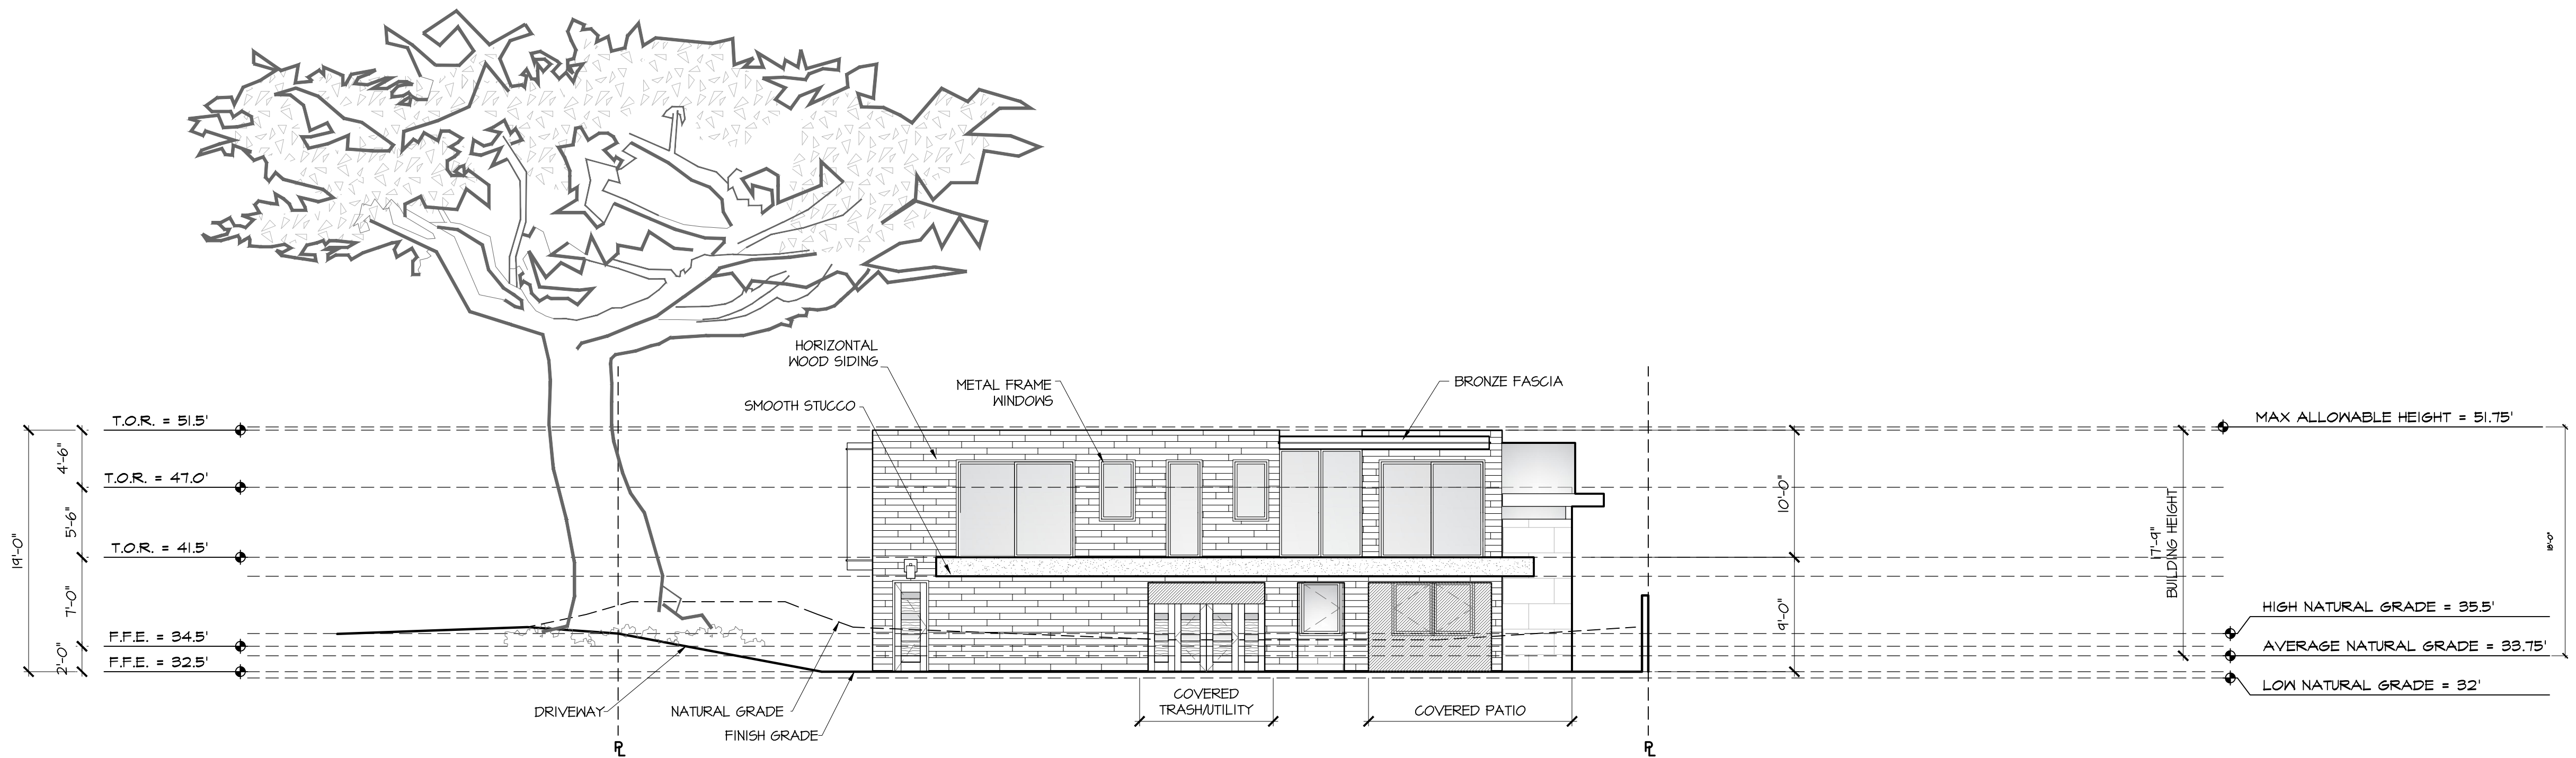 HORIZONTAL
WOOD SIDING
METAL FRAME
WINDOWS
SMOOTH STUCCO
BRONZE FASCIA
T.O.R. = 51.5'
T.O.R. = 47.0'
T.O.R. = 41.5'
F.F.E. = 34.5'
F.F.E. = 32.5'
19'-0"
4'-6"
5'-6"
7'-0"
2'-0"
DRIVEWAY
NATURAL GRADE
FINISH GRADE
COVERED
TRASH/UTILITY
COVERED PATIO
PL
PL
10'-0"
9'-0"
17'-9"
BUILDING HEIGHT
MAX ALLOWABLE HEIGHT = 51.75'
HIGH NATURAL GRADE = 35.5'
AVERAGE NATURAL GRADE = 33.75'
LOW NATURAL GRADE = 32'
18'-0"